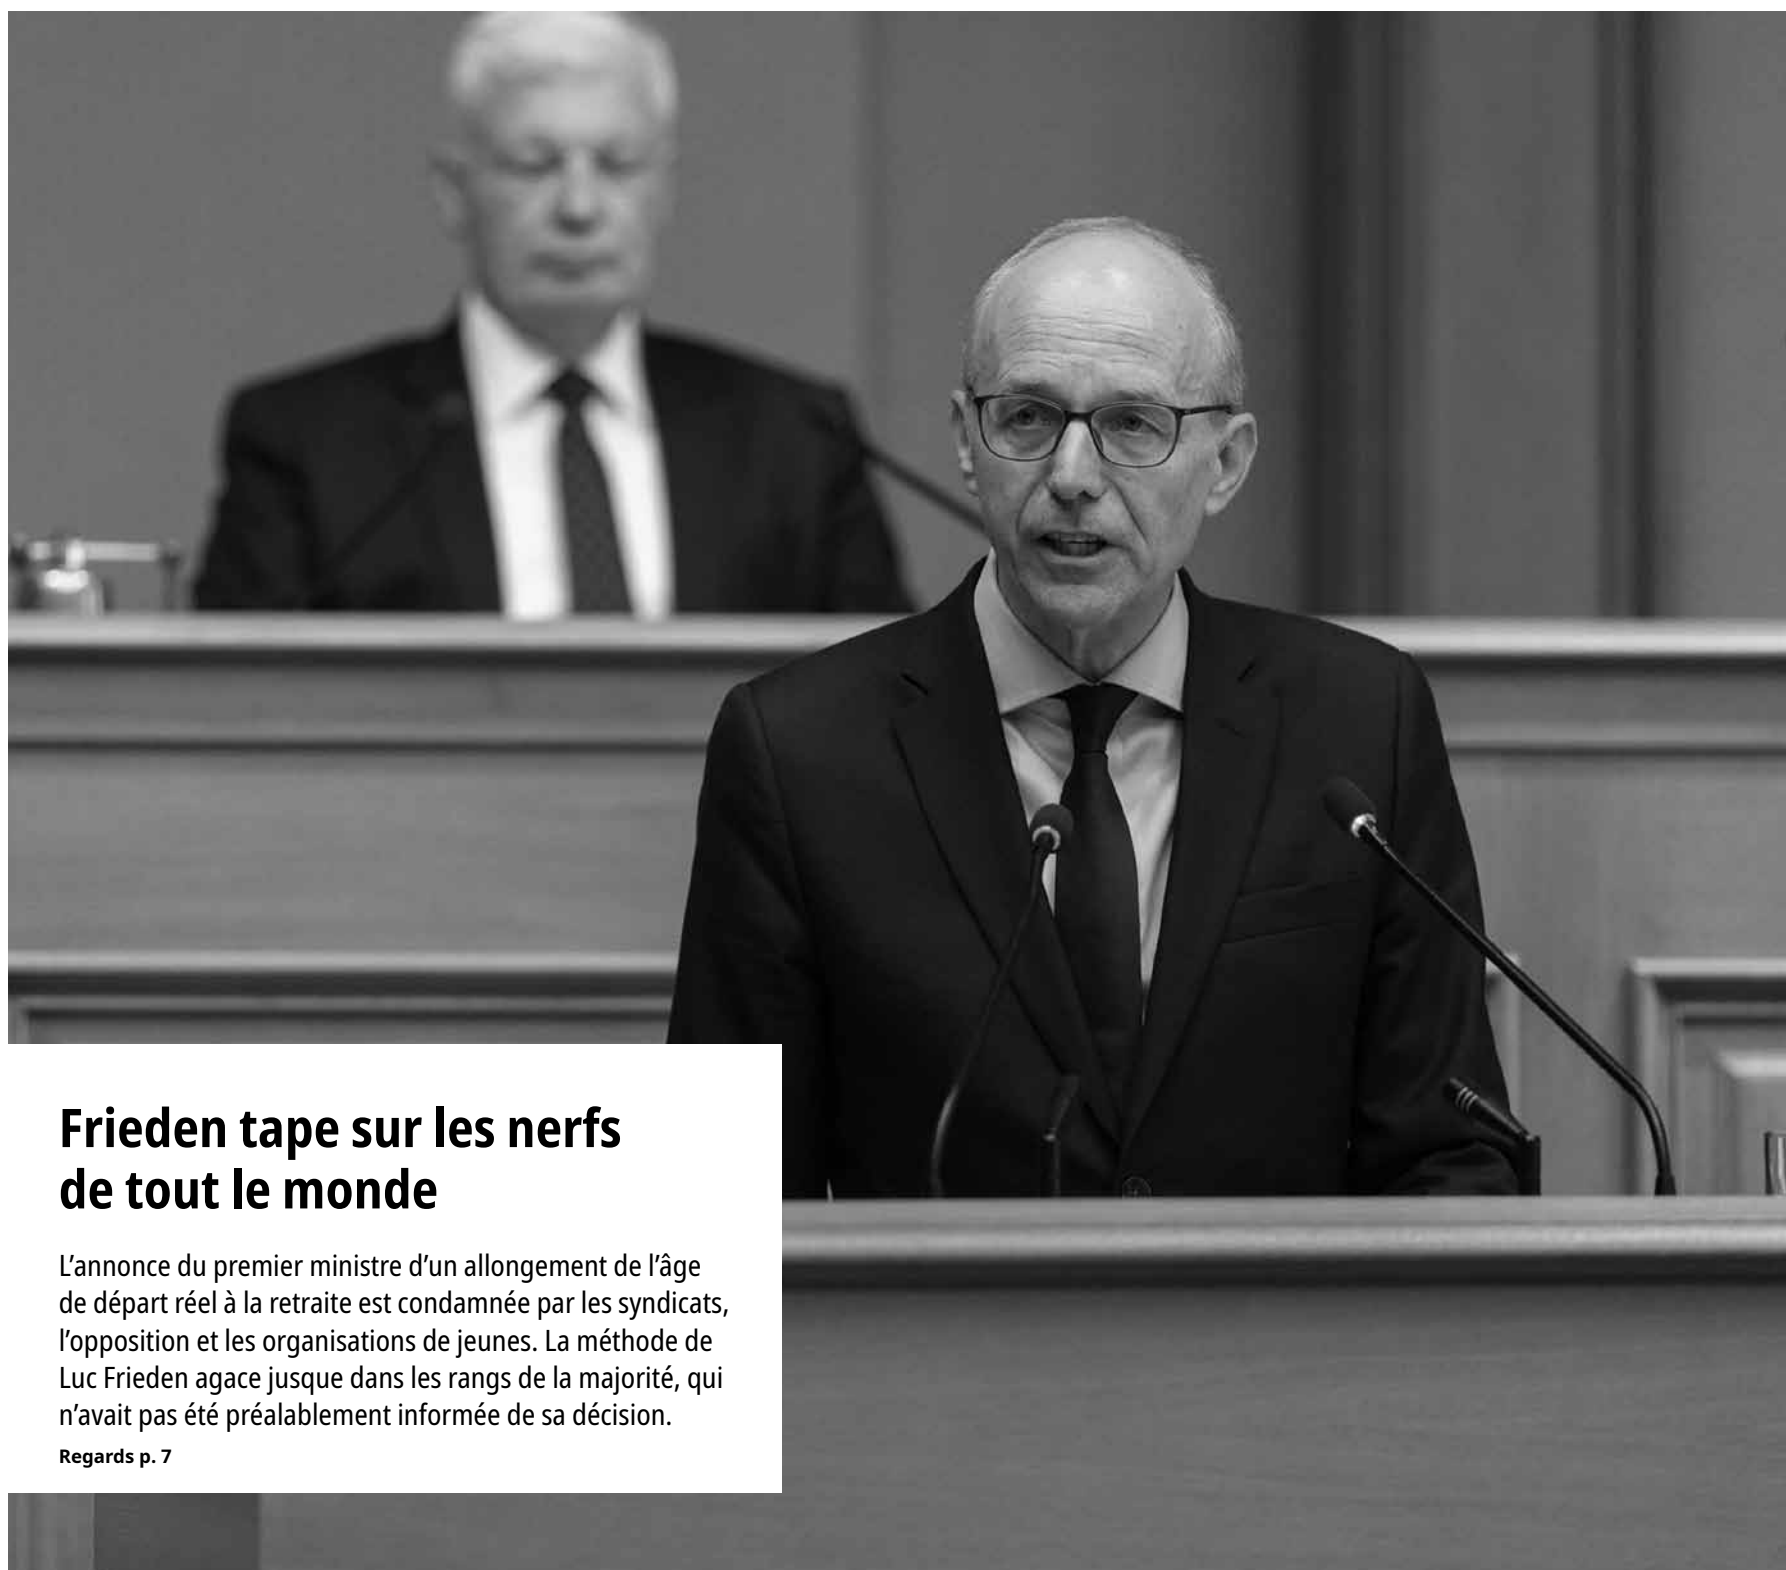 Frieden tape sur les nerfs
de tout le monde
L’annonce du premier ministre d’un allongement de l’âge
de départ réel à la retraite est condamnée par les syndicats,
l’opposition et les organisations de jeunes. La méthode de
Luc Frieden agace jusque dans les rangs de la majorité, qui
n’avait pas été préalablement informée de sa décision.
Regards p. 7